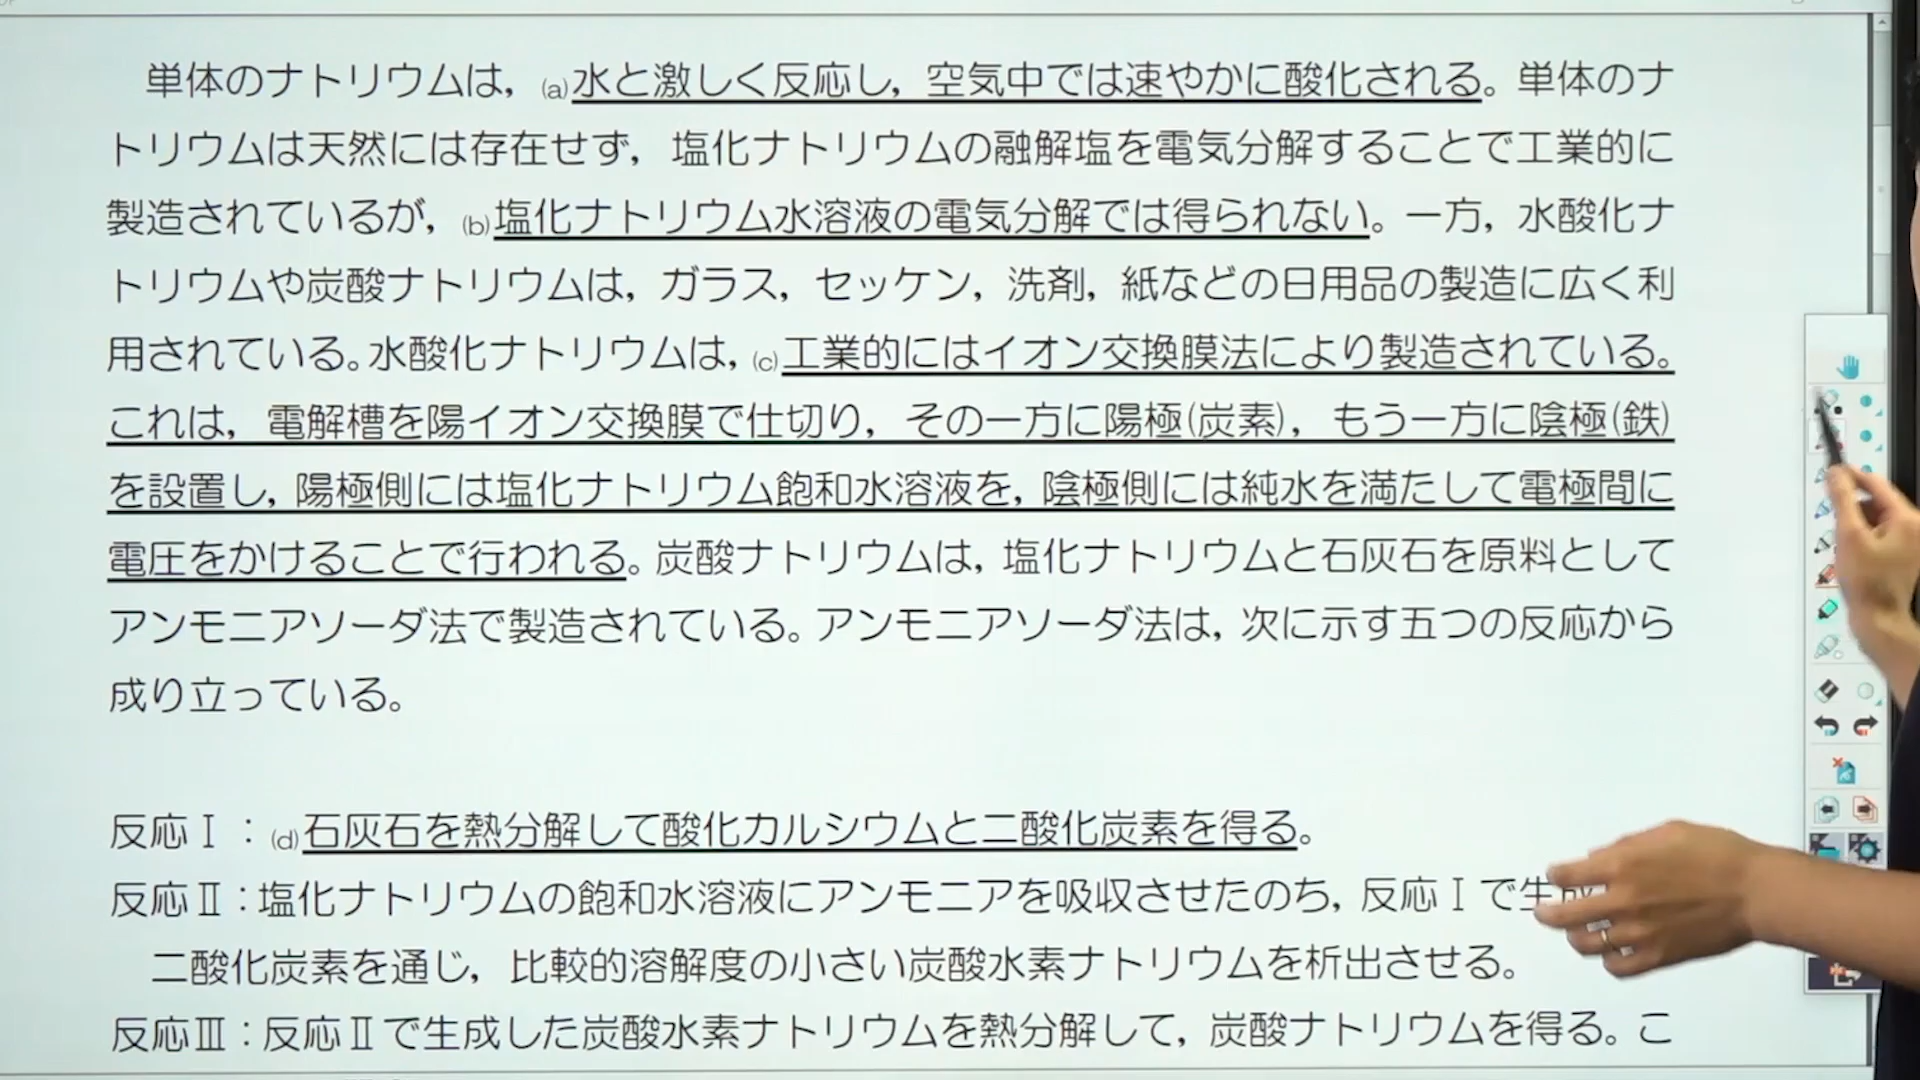 単体のナトリウムは，(a)水と激しく反応し，空気中では速やかに酸化される。単体のナ
トリウムは天然には存在せず，塩化ナトリウムの融解塩を電気分解することで工業的に
製造されているが，(b)塩化ナトリウム水溶液の電気分解では得られない。一方，水酸化ナ
トリウムや炭酸ナトリウムは，ガラス，セッケン，洗剤，紙などの日用品の製造に広く利
用されている。水酸化ナトリウムは，(c)工業的にはイオン交換膜法により製造されている。
これは，電解槽を陽イオン交換膜で仕切り，その一方に陽極(炭素)，もう一方に陰極(鉄)
を設置し，陽極側には塩化ナトリウム飽和水溶液を，陰極側には純水を満たして電極間に
電圧をかけることで行われる。炭酸ナトリウムは，塩化ナトリウムと石灰石を原料として
アンモニアソーダ法で製造されている。アンモニアソーダ法は，次に示す五つの反応から
成り立っている。
反応Ⅰ：(d)石灰石を熱分解して酸化カルシウムと二酸化炭素を得る。
反応Ⅱ：塩化ナトリウムの飽和水溶液にアンモニアを吸収させたのち，反応Ⅰで生成
二酸化炭素を通じ，比較的溶解度の小さい炭酸水素ナトリウムを析出させる。
反応Ⅲ：反応Ⅱで生成した炭酸水素ナトリウムを熱分解して，炭酸ナトリウムを得る。こ